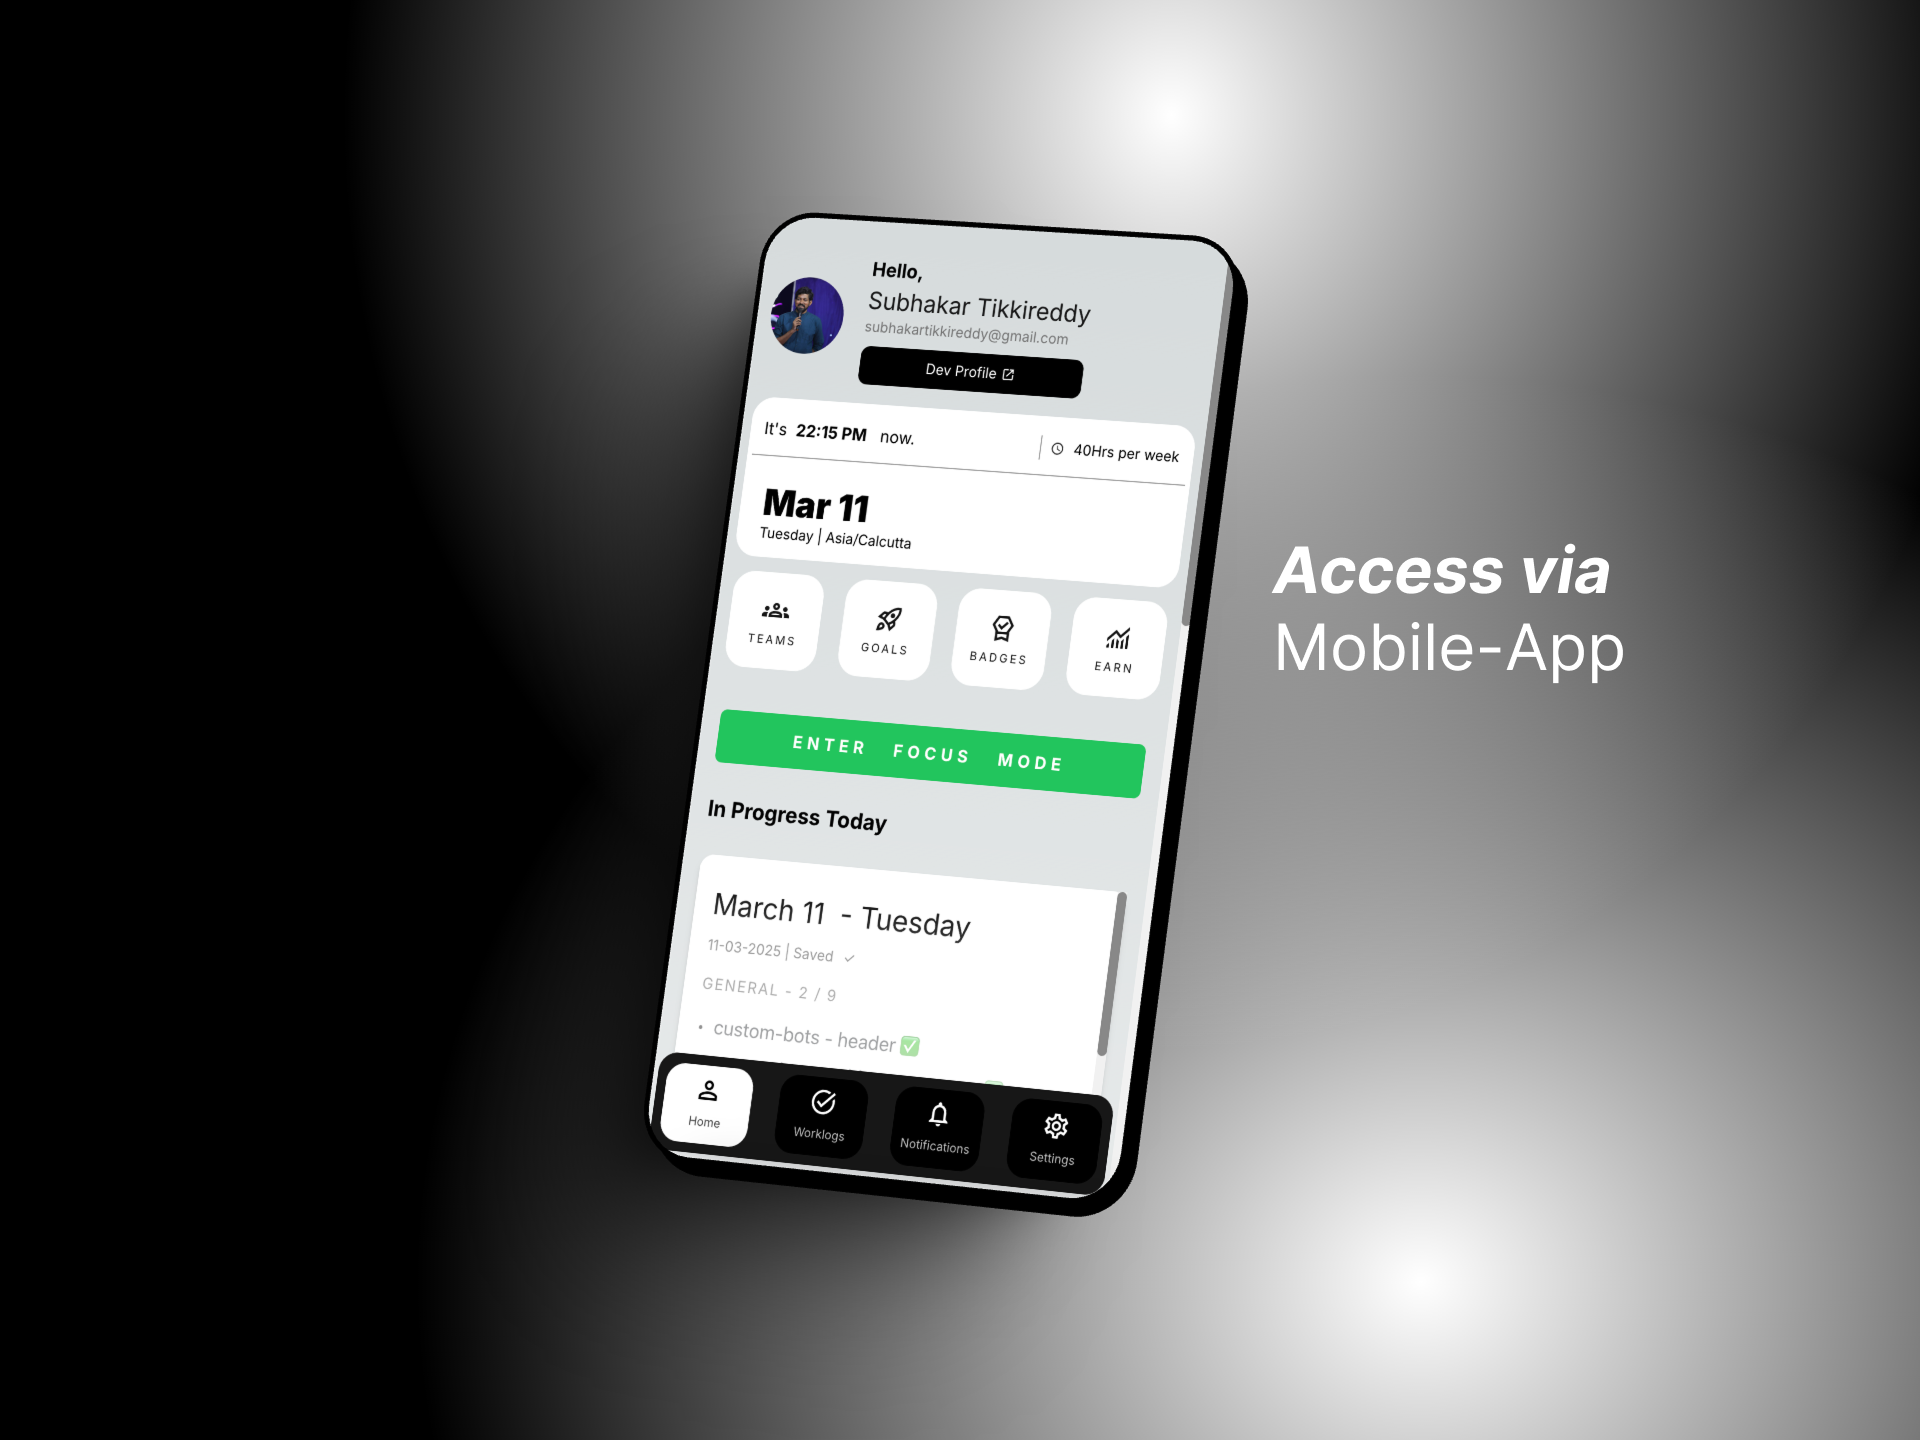 Hello,
Subhakar Tikkireddy
subhakartikkireddy@gmail.com
Dev Profile
It's 22:15 PM now.
40Hrs per week
Mar 11
Tuesday | Asia/Calcutta
TEAMS
GOALS
BADGES
EARN
ENTER FOCUS MODE
In Progress Today
March 11 - Tuesday
11-03-2025 | Saved ✓
GENERAL - 2 / 9
• custom-bots - header ✅
Home
Worklogs
Notifications
Settings
Access via
Mobile-App